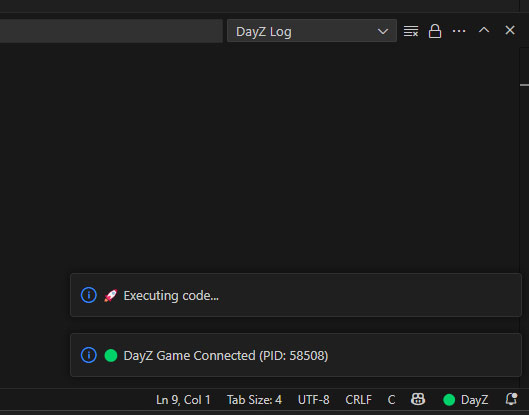 DayZ Log
🚀 Executing code...
DayZ Game Connected (PID: 58508)
Ln 9, Col 1 Tab Size: 4 UTF-8 CRLF C DayZ